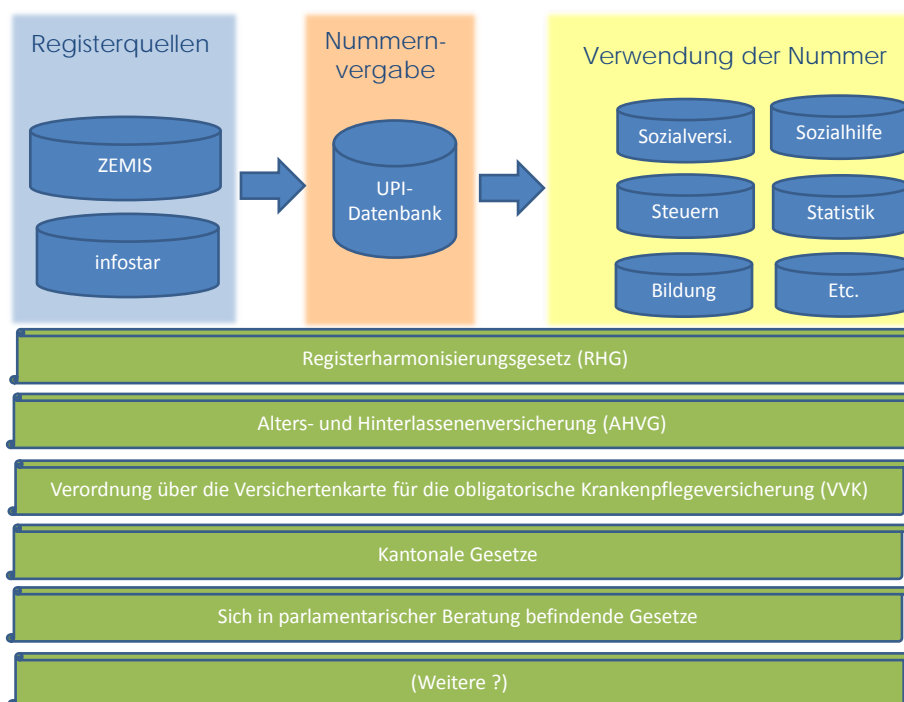 Registerquellen
ZEMIS
infostar
Nummern-
vergabe
UPI-
Datenbank
Verwendung der Nummer
Sozialversi.
Sozialhilfe
Steuern
Statistik
Bildung
Etc.
Registerharmonisierungsgesetz (RHG)
Alters- und Hinterlassenenversicherung (AHVG)
Verordnung über die Versichertenkarte für die obligatorische Krankenpflegeversicherung (VVK)
Kantonale Gesetze
Sich in parlamentarischer Beratung befindende Gesetze
(Weitere ?)